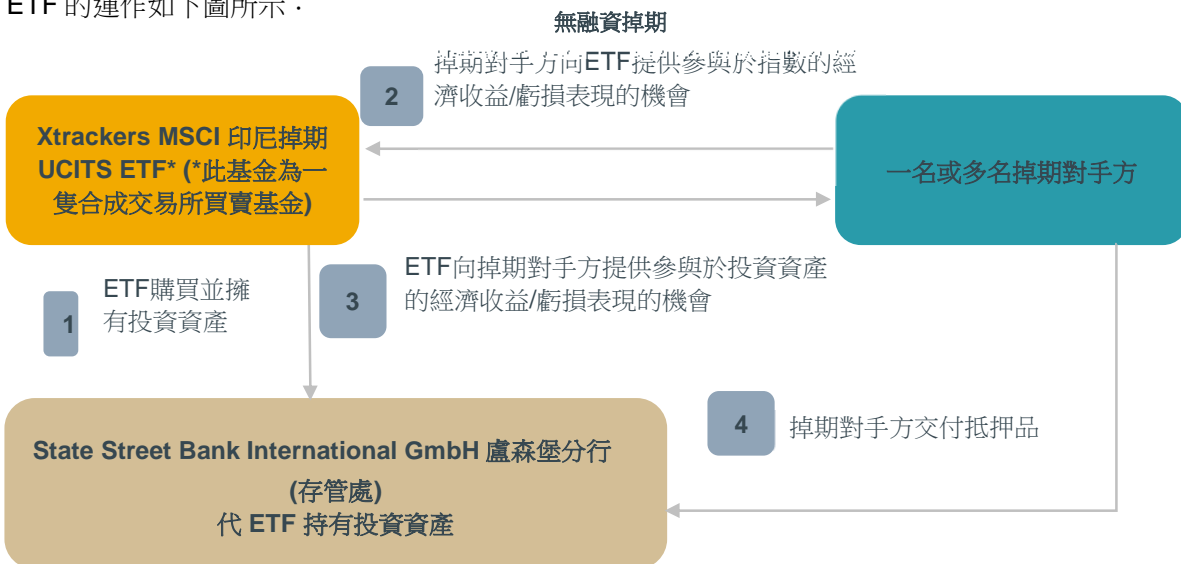 ETF 的運作如下圖所示：
無融資掉期
2
掉期對手方向ETF提供參與於指數的經
濟收益/虧損表現的機會
Xtrackers MSCI 印尼掉期
UCITS ETF* (*此基金為一
隻合成交易所買賣基金)
一名或多名掉期對手方
1
ETF購買並擁
有投資資產
3
ETF向掉期對手方提供參與於投資資產
的經濟收益/虧損表現的機會
4
掉期對手方交付抵押品
State Street Bank International GmbH 盧森堡分行
(存管處)
代 ETF 持有投資資產